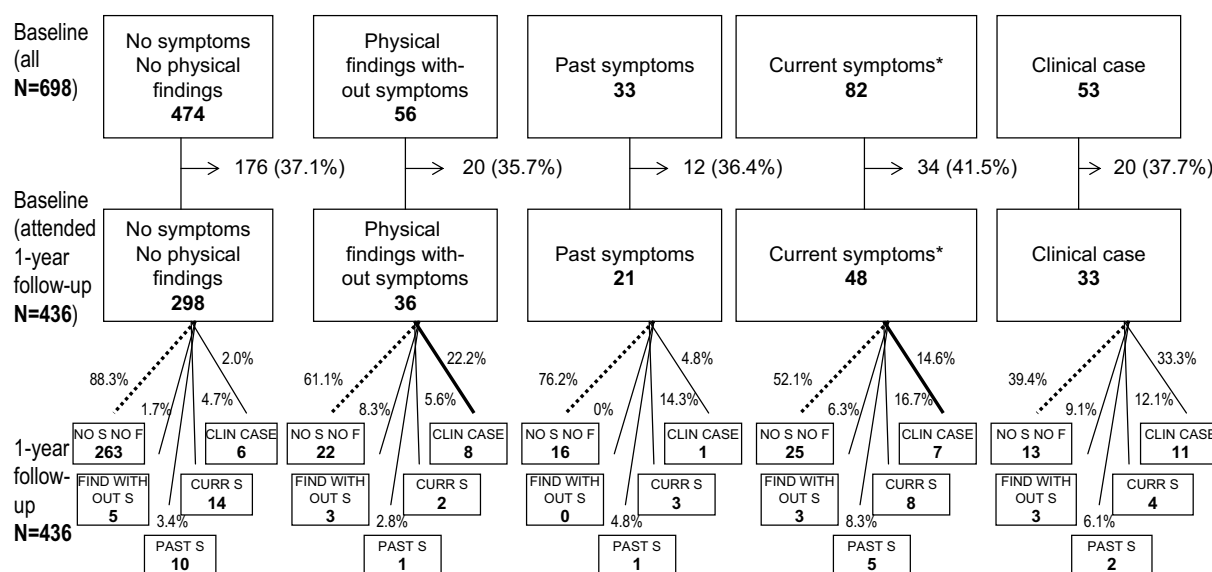 Baseline
(all
N=698)
No symptoms
No physical
findings
474
Physical
findings with-
out symptoms
56
Past symptoms
33
Current symptoms*
82
Clinical case
53
176 (37.1%)
20 (35.7%)
12 (36.4%)
34 (41.5%)
20 (37.7%)
Baseline
(attended
1-year
follow-up
N=436)
No symptoms
No physical
findings
298
Physical
findings with-
out symptoms
36
Past symptoms
21
Current symptoms*
48
Clinical case
33
88.3%
1.7%
3.4%
4.7%
2.0%
61.1%
8.3%
2.8%
5.6%
22.2%
76.2%
0%
4.8%
14.3%
4.8%
52.1%
6.3%
8.3%
16.7%
14.6%
39.4%
9.1%
6.1%
12.1%
33.3%
1-year
follow-
up
N=436
NO S NO F
263
CLIN CASE
6
FIND WITH
OUT S
5
CURR S
14
PAST S
10
NO S NO F
22
CLIN CASE
8
FIND WITH
OUT S
3
CURR S
2
PAST S
1
NO S NO F
16
CLIN CASE
1
FIND WITH
OUT S
0
CURR S
3
PAST S
1
NO S NO F
25
CLIN CASE
7
FIND WITH
OUT S
3
CURR S
8
PAST S
5
NO S NO F
13
CLIN CASE
11
FIND WITH
OUT S
3
CURR S
4
PAST S
2